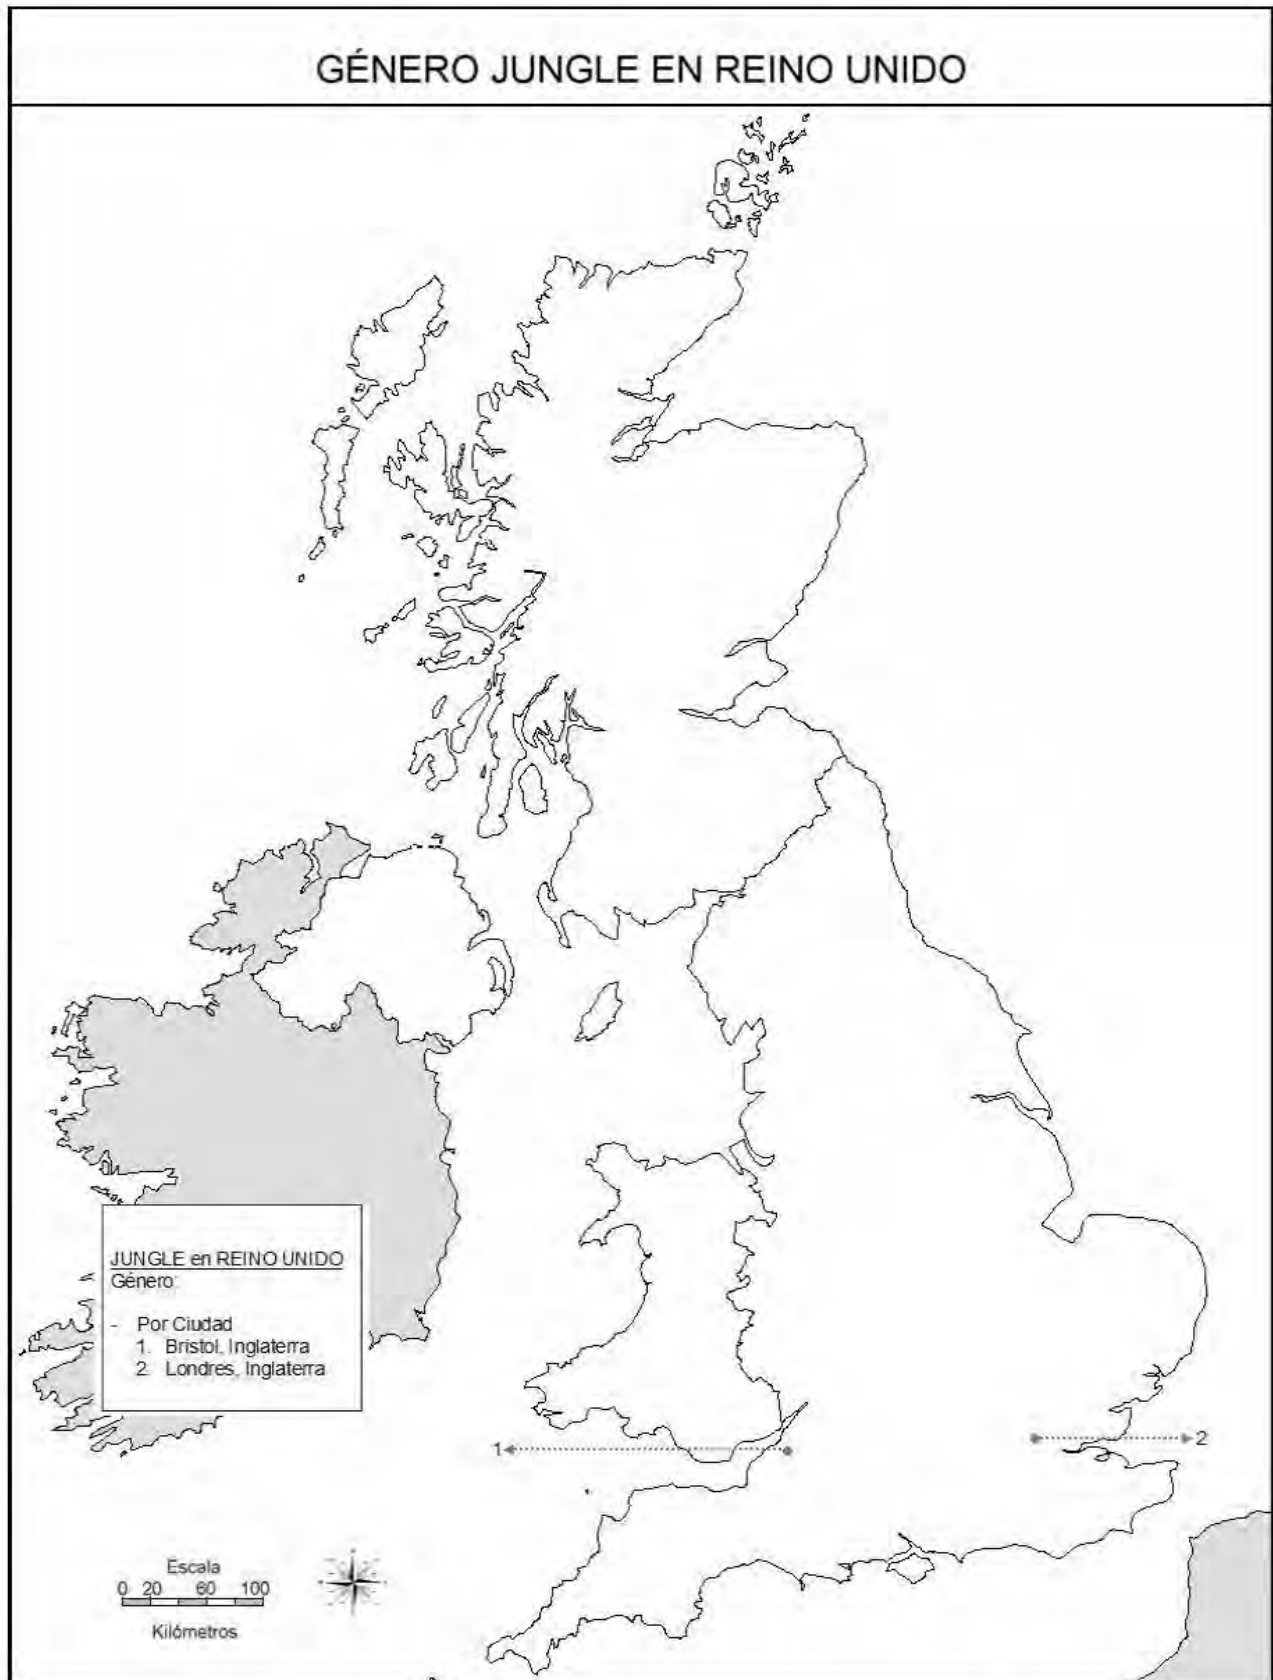 GÉNERO JUNGLE EN REINO UNIDO
JUNGLE en REINO UNIDO
Género:
- Por Ciudad
1. Bristol, Inglaterra
2. Londres, Inglaterra
1
2
Escala
0 20 60 100
Kilómetros